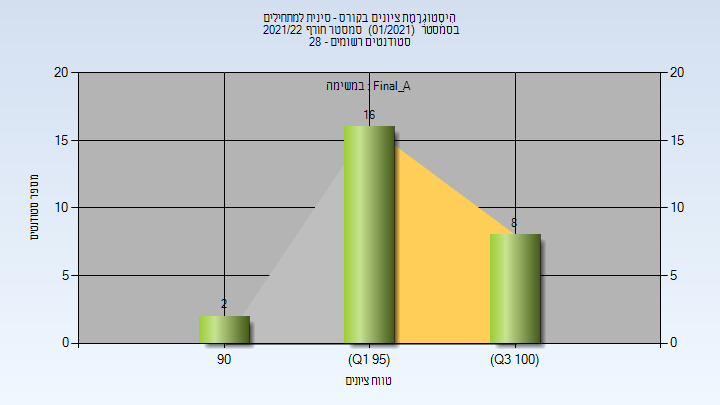 היסטוגרמת ציונים בקורס - סינית למתחילים
בסמסטר (01/2021) סמסטר חורף 2021/22
סטודנטים רשומים - 28
במשימה : Final_A
20
15
10
5
0
20
15
10
5
0
2
16
8
90
(Q1 95)
(Q3 100)
מספר סטודנטים
טווח ציונים